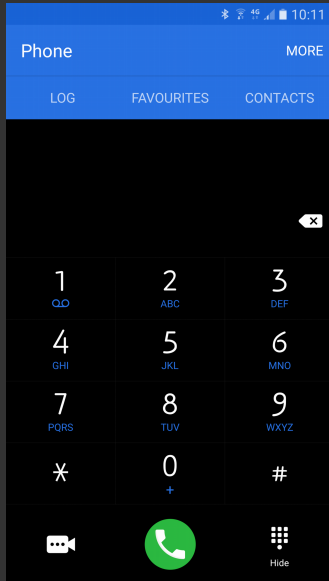 4G 10:11
Phone MORE
LOG FAVOURITES CONTACTS
1 2 3
ABC DEF
4 5 6
GHI JKL MNO
7 8 9
PQRS TUV WXYZ
* 0 #
+
Hide